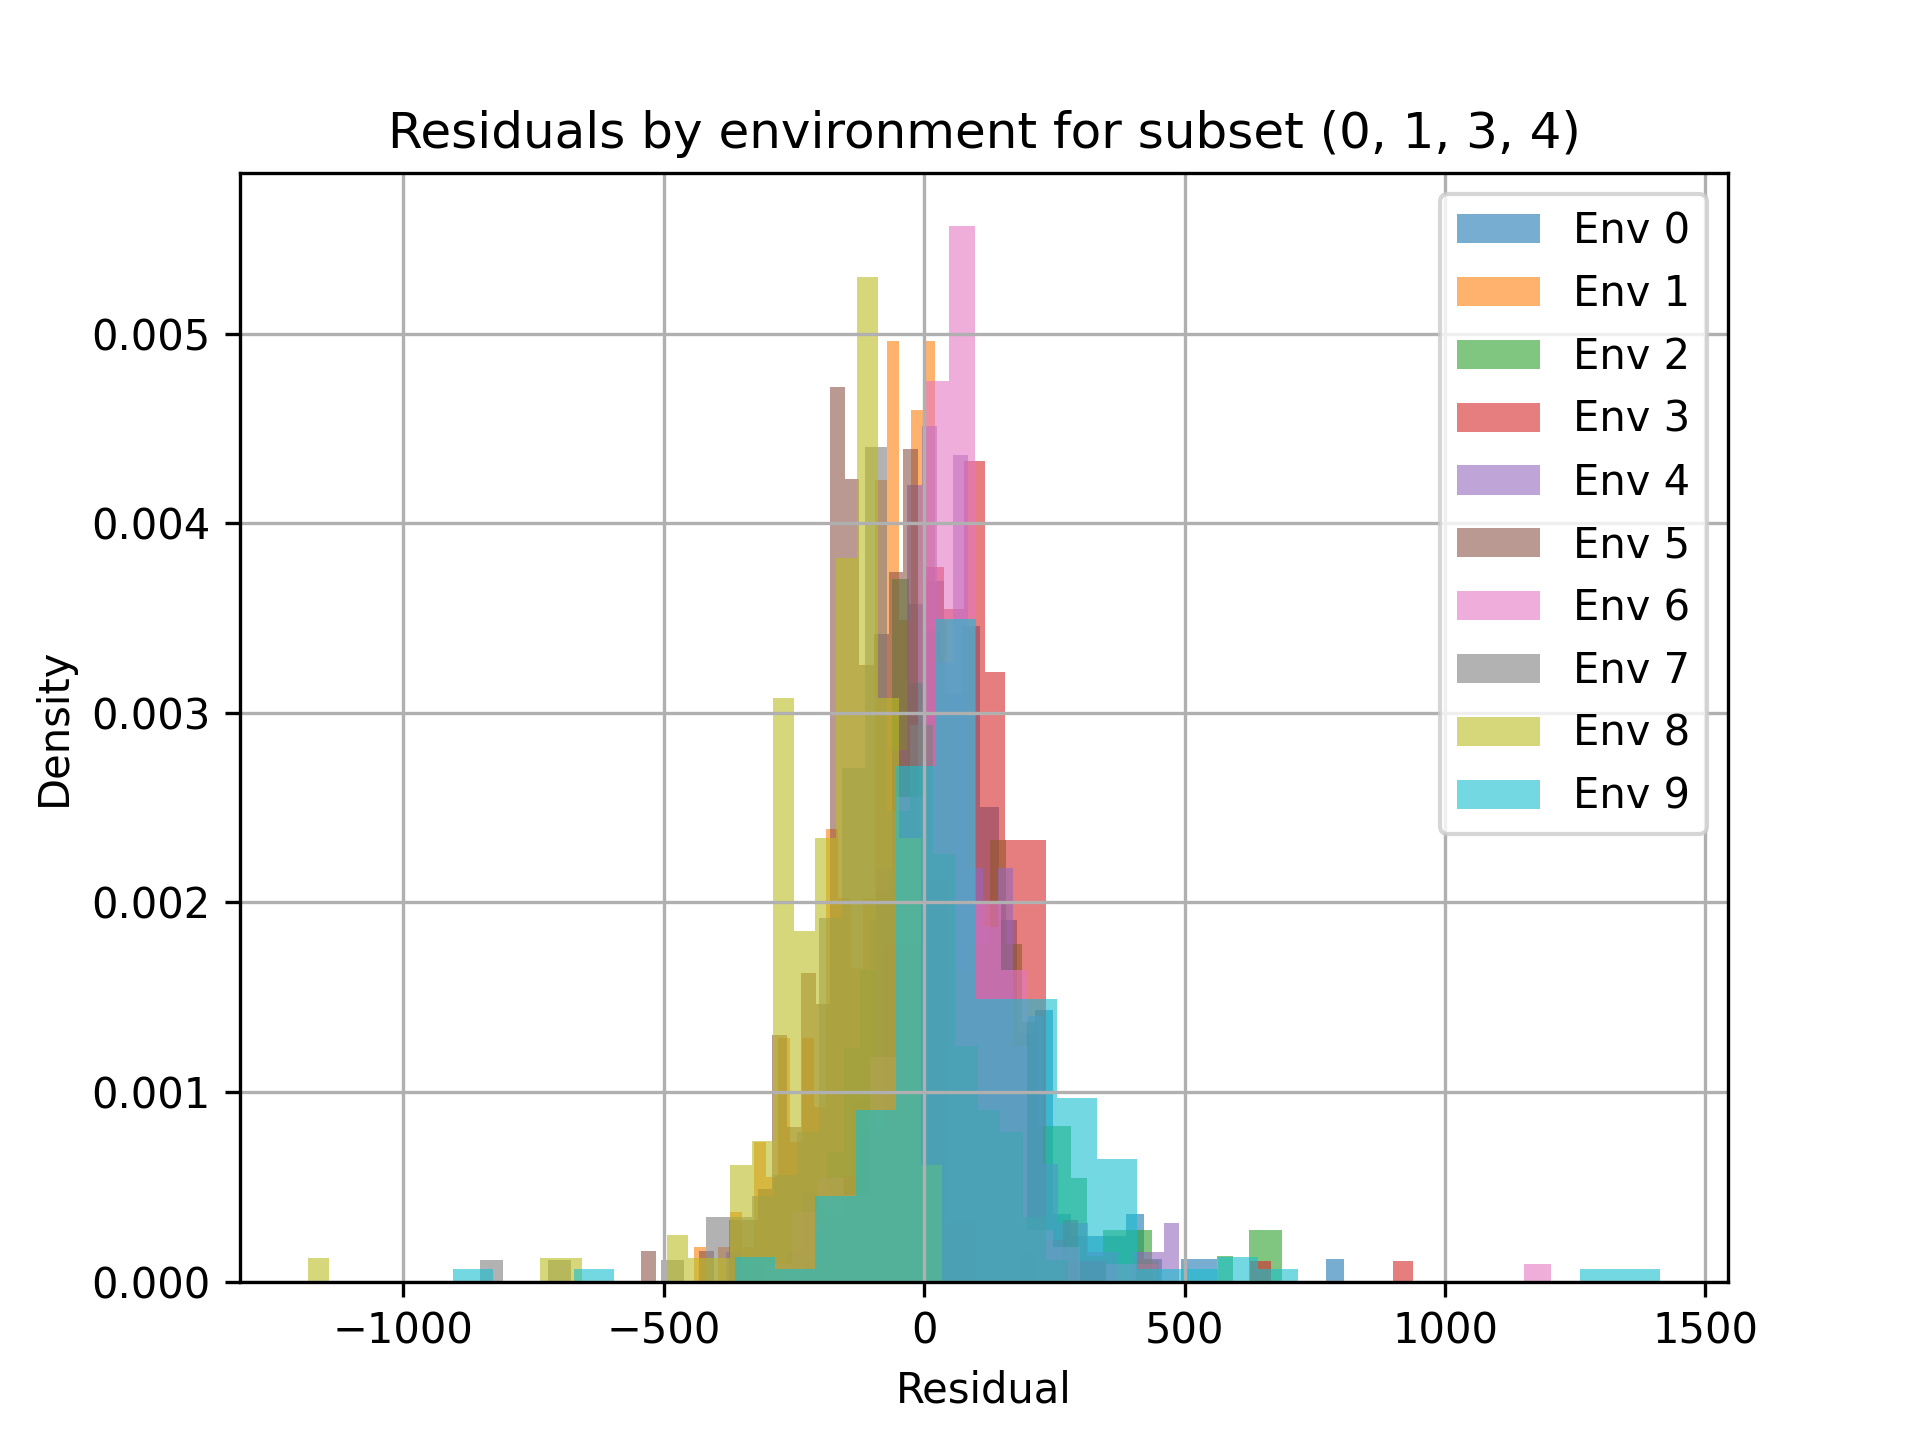 Residuals by environment for subset (0, 1, 3, 4)
Env 0
Env 1
Env 2
Env 3
Env 4
Env 5
Env 6
Env 7
Env 8
Env 9
Density
0.005
0.004
0.003
0.002
0.001
0.000
−1000 −500 0 500 1000 1500
Residual